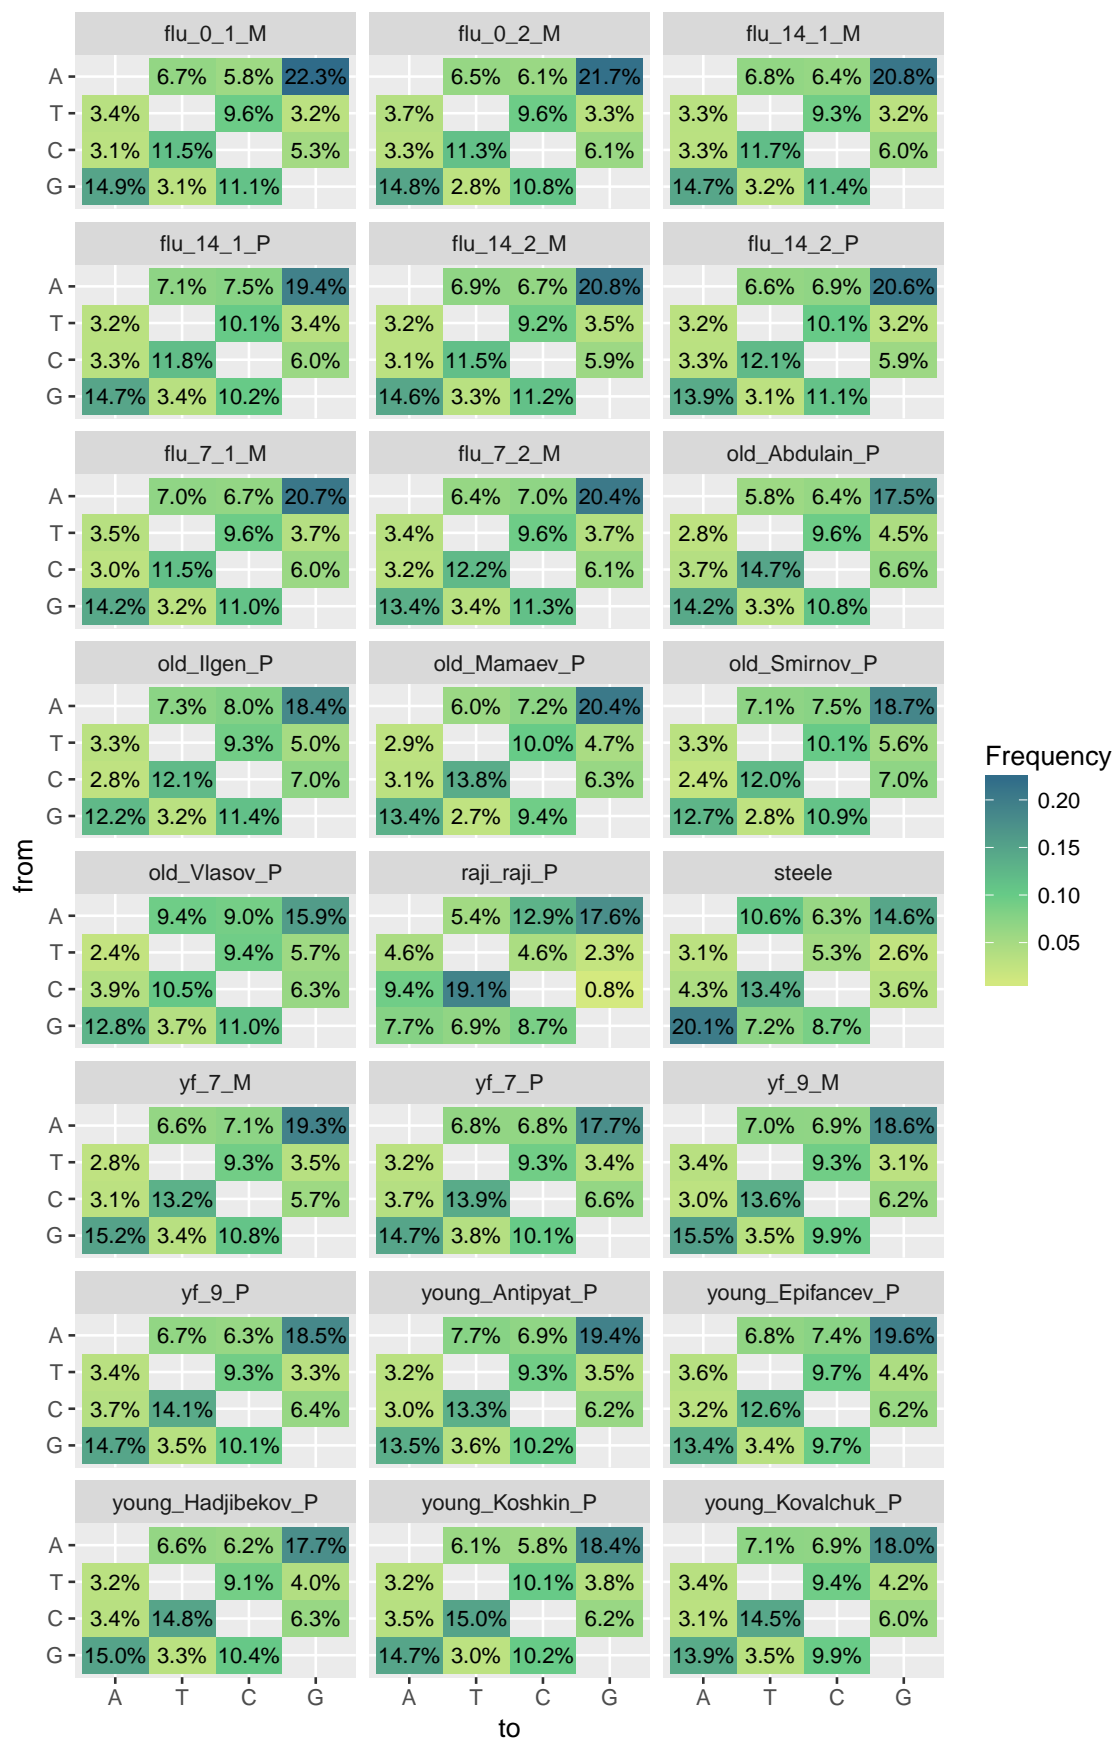 flu_0_1_M flu_0_2_M flu_14_1_M
A 6.7% 5.8% 22.3% 6.5% 6.1% 21.7% 6.8% 6.4% 20.8%
T 3.4% 9.6% 3.2% 3.7% 9.6% 3.3% 3.3% 9.3% 3.2%
C 3.1% 11.5% 5.3% 3.3% 11.3% 6.1% 3.3% 11.7% 6.0%
G 14.9% 3.1% 11.1% 14.8% 2.8% 10.8% 14.7% 3.2% 11.4%
flu_14_1_P flu_14_2_M flu_14_2_P
A 7.1% 7.5% 19.4% 6.9% 6.7% 20.8% 6.6% 6.9% 20.6%
T 3.2% 10.1% 3.4% 3.2% 9.2% 3.5% 3.2% 10.1% 3.2%
C 3.3% 11.8% 6.0% 3.1% 11.5% 5.9% 3.3% 12.1% 5.9%
G 14.7% 3.4% 10.2% 14.6% 3.3% 11.2% 13.9% 3.1% 11.1%
flu_7_1_M flu_7_2_M old_Abdulain_P
A 7.0% 6.7% 20.7% 6.4% 7.0% 20.4% 5.8% 6.4% 17.5%
T 3.5% 9.6% 3.7% 3.4% 9.6% 3.7% 2.8% 9.6% 4.5%
C 3.0% 11.5% 6.0% 3.2% 12.2% 6.1% 3.7% 14.7% 6.6%
G 14.2% 3.2% 11.0% 13.4% 3.4% 11.3% 14.2% 3.3% 10.8%
old_Ilgen_P old_Mamaev_P old_Smirnov_P
A 7.3% 8.0% 18.4% 6.0% 7.2% 20.4% 7.1% 7.5% 18.7%
T 3.3% 9.3% 5.0% 2.9% 10.0% 4.7% 3.3% 10.1% 5.6%
C 2.8% 12.1% 7.0% 3.1% 13.8% 6.3% 2.4% 12.0% 7.0%
G 12.2% 3.2% 11.4% 13.4% 2.7% 9.4% 12.7% 2.8% 10.9%
old_Vlasov_P raji_raji_P steele
A 9.4% 9.0% 15.9% 5.4% 12.9% 17.6% 10.6% 6.3% 14.6%
T 2.4% 9.4% 5.7% 4.6% 4.6% 2.3% 3.1% 5.3% 2.6%
C 3.9% 10.5% 6.3% 9.4% 19.1% 0.8% 4.3% 13.4% 3.6%
G 12.8% 3.7% 11.0% 7.7% 6.9% 8.7% 20.1% 7.2% 8.7%
yf_7_M yf_7_P yf_9_M
A 6.6% 7.1% 19.3% 6.8% 6.8% 17.7% 7.0% 6.9% 18.6%
T 2.8% 9.3% 3.5% 3.2% 9.3% 3.4% 3.4% 9.3% 3.1%
C 3.1% 13.2% 5.7% 3.7% 13.9% 6.6% 3.0% 13.6% 6.2%
G 15.2% 3.4% 10.8% 14.7% 3.8% 10.1% 15.5% 3.5% 9.9%
yf_9_P young_Antipyat_P young_Epifancev_P
A 6.7% 6.3% 18.5% 7.7% 6.9% 19.4% 6.8% 7.4% 19.6%
T 3.4% 9.3% 3.3% 3.2% 9.3% 3.5% 3.6% 9.7% 4.4%
C 3.7% 14.1% 6.4% 3.0% 13.3% 6.2% 3.2% 12.6% 6.2%
G 14.7% 3.5% 10.1% 13.5% 3.6% 10.2% 13.4% 3.4% 9.7%
young_Hadjibekov_P young_Koshkin_P young_Kovalchuk_P
A 6.6% 6.2% 17.7% 6.1% 5.8% 18.4% 7.1% 6.9% 18.0%
T 3.2% 9.1% 4.0% 3.2% 10.1% 3.8% 3.4% 9.4% 4.2%
C 3.4% 14.8% 6.3% 3.5% 15.0% 6.2% 3.1% 14.5% 6.0%
G 15.0% 3.3% 10.4% 14.7% 3.0% 10.2% 13.9% 3.5% 9.9%
A T C G A T C G A T C G
to
from
Frequency
0.20
0.15
0.10
0.05